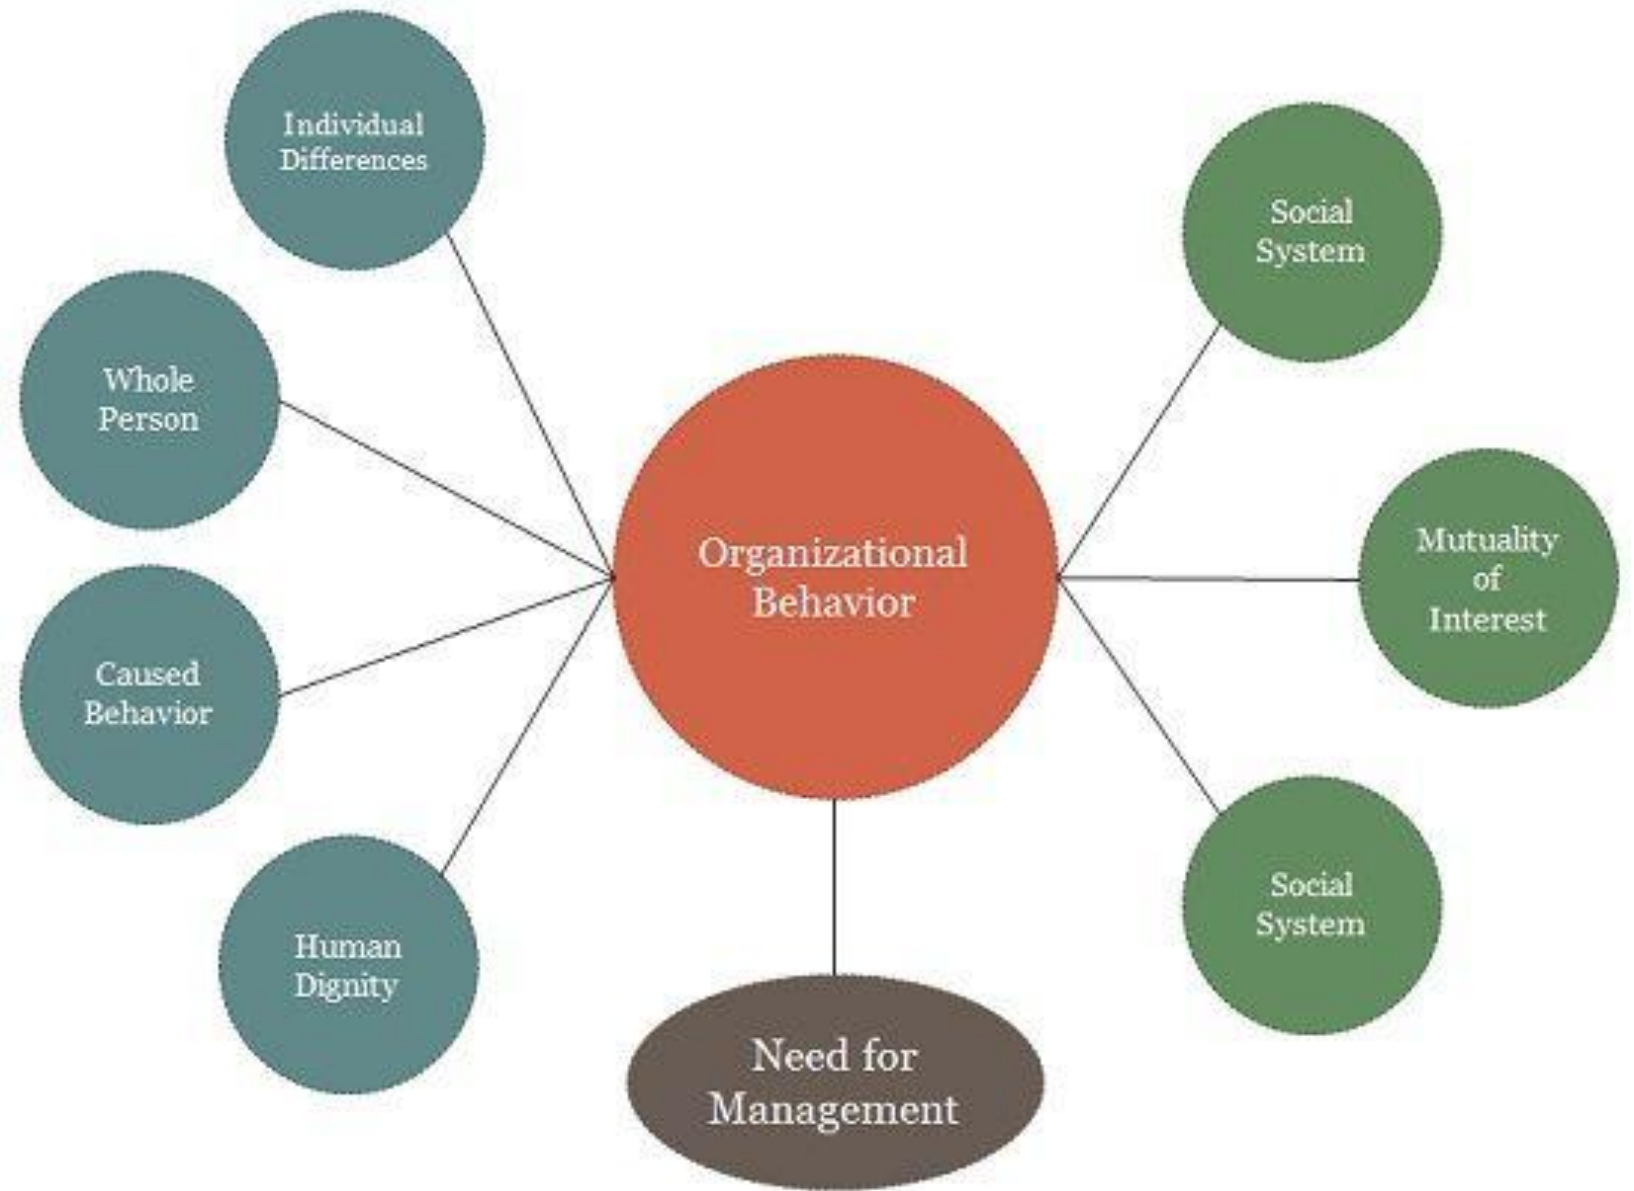 Individual
Differences
Whole
Person
Caused
Behavior
Human
Dignity
Organizational
Behavior
Need for
Management
Social
System
Mutuality
of
Interest
Social
System